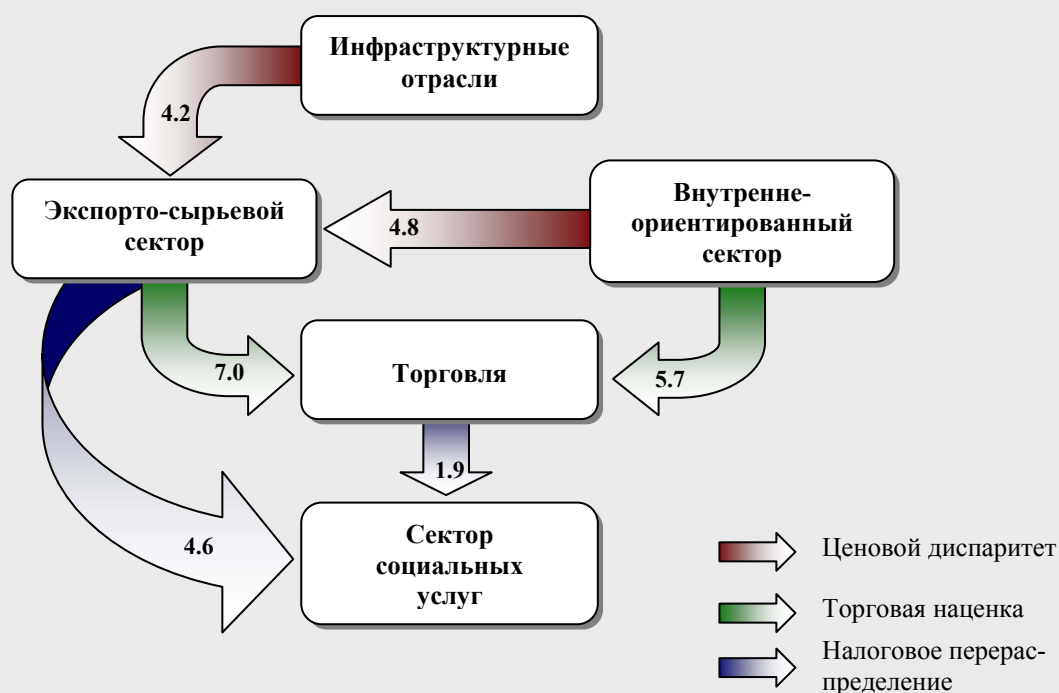 Инфраструктурные
отрасли
4.2
Экспорто-сырьевой
сектор
4.8
Внутренне-
ориентированный
сектор
7.0
Торговля
5.7
1.9
4.6
Сектор
социальных
услуг
Ценовой диспаритет
Торговая наценка
Налоговое перерас-
пределение